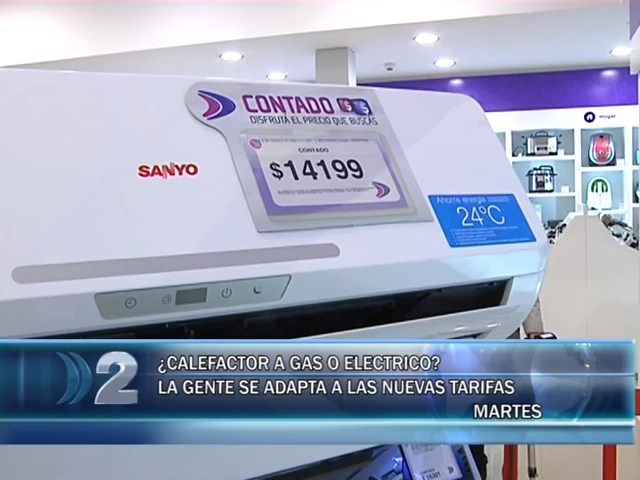 CONTADO
DISFRUTÁ EL PRECIO QUE BUSCÁS
CONTADO
$14199
SANYO
Ahorre energía
24°C
Hogar
2
¿CALEFACTOR A GAS O ELECTRICO?
LA GENTE SE ADAPTA A LAS NUEVAS TARIFAS
MARTES